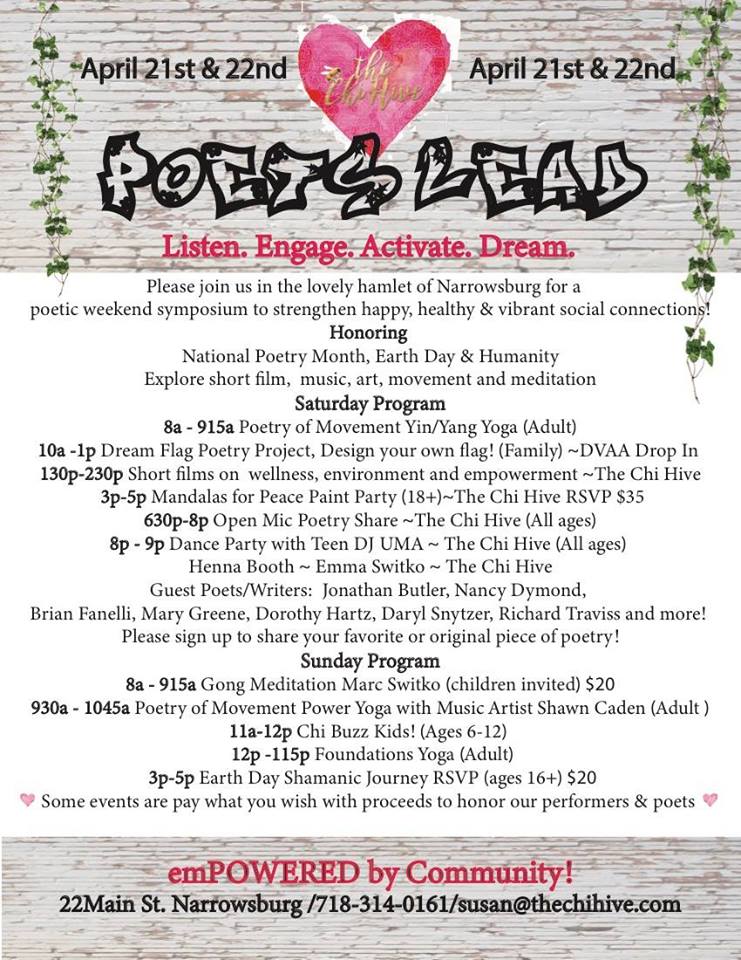 April 21st & 22nd
the Chi Hive
April 21st & 22nd
POETS LEAD
Listen. Engage. Activate. Dream.
Please join us in the lovely hamlet of Narrowsburg for a
poetic weekend symposium to strengthen happy, healthy & vibrant social connections!
Honoring
National Poetry Month, Earth Day & Humanity
Explore short film,  music, art, movement and meditation
Saturday Program
8a - 915a Poetry of Movement Yin/Yang Yoga (Adult)
10a -1p Dream Flag Poetry Project, Design your own flag! (Family) ~DVAA Drop In
130p-230p Short films on  wellness, environment and empowerment ~The Chi Hive
3p-5p Mandalas for Peace Paint Party (18+)~The Chi Hive RSVP $35
630p-8p Open Mic Poetry Share ~The Chi Hive (All ages)
8p - 9p Dance Party with Teen DJ UMA ~ The Chi Hive (All ages)
Henna Booth ~ Emma Switko ~ The Chi Hive
Guest Poets/Writers:  Jonathan Butler, Nancy Dymond,
Brian Fanelli, Mary Greene, Dorothy Hartz, Daryl Snytzer, Richard Traviss and more!
Please sign up to share your favorite or original piece of poetry!
Sunday Program
8a - 915a Gong Meditation Marc Switko (children invited) $20
930a - 1045a Poetry of Movement Power Yoga with Music Artist Shawn Caden (Adult )
11a-12p Chi Buzz Kids! (Ages 6-12)
12p -115p Foundations Yoga (Adult)
3p-5p Earth Day Shamanic Journey RSVP (ages 16+) $20
Some events are pay what you wish with proceeds to honor our performers & poets
emPOWERED by Community!
22Main St. Narrowsburg /718-314-0161/susan@thechihive.com